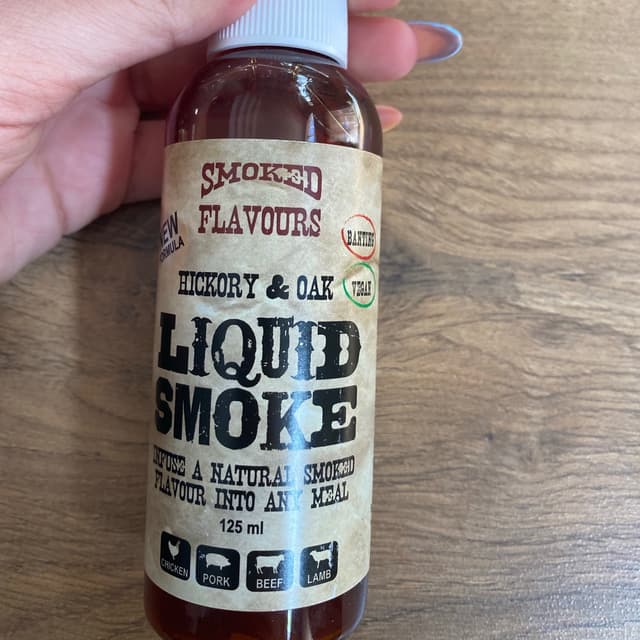 SMOKED
FLAVOURS
NEW
FORMULA
BANTING
VEGAN
HICKORY & OAK
LIQUID
SMOKE
INFUSE A NATURAL SMOKED
FLAVOUR INTO ANY MEAL
125 ml
CHICKEN
PORK
BEEF
LAMB